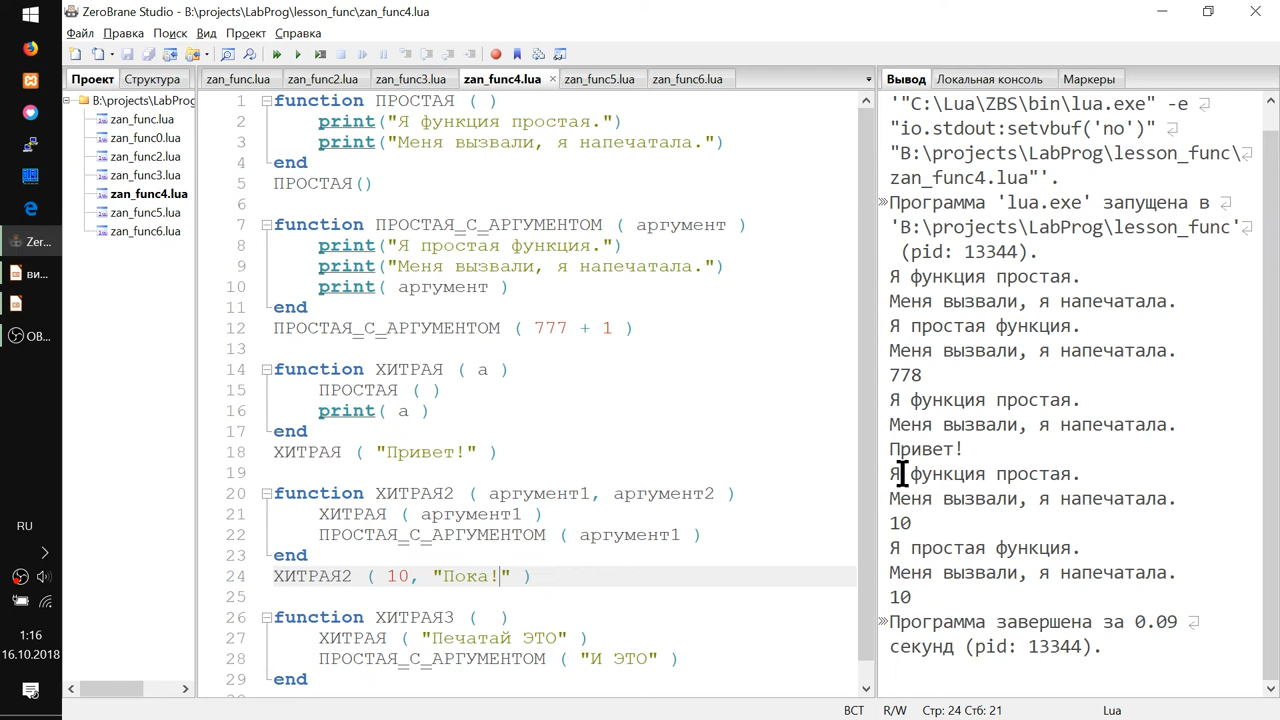 ZeroBrane Studio - B:\projects\LabProg\lesson_func\zan_func4.lua
Файл Правка Поиск Вид Проект Справка
Проект Структура
B:\projects\LabProg
zan_func.lua
zan_func0.lua
zan_func2.lua
zan_func3.lua
zan_func4.lua
zan_func5.lua
zan_func6.lua
zan_func.lua zan_func2.lua zan_func3.lua zan_func4.lua zan_func5.lua zan_func6.lua
1 function ПРОСТАЯ ( )
2 print("Я функция простая.")
3 print("Меня вызвали, я напечатала.")
4 end
5 ПРОСТАЯ()
6
7 function ПРОСТАЯ_С_АРГУМЕНТОМ ( аргумент )
8 print("Я простая функция.")
9 print("Меня вызвали, я напечатала.")
10 print( аргумент )
11 end
12 ПРОСТАЯ_С_АРГУМЕНТОМ ( 777 + 1 )
13
14 function ХИТРАЯ ( а )
15 ПРОСТАЯ ( )
16 print( а )
17 end
18 ХИТРАЯ ( "Привет!" )
19
20 function ХИТРАЯ2 ( аргумент1, аргумент2 )
21 ХИТРАЯ ( аргумент1 )
22 ПРОСТАЯ_С_АРГУМЕНТОМ ( аргумент1 )
23 end
24 ХИТРАЯ2 ( 10, "Пока!" )
25
26 function ХИТРАЯ3 ( )
27 ХИТРАЯ ( "Печатай ЭТО" )
28 ПРОСТАЯ_С_АРГУМЕНТОМ ( "И ЭТО" )
29 end
Вывод Локальная консоль Маркеры
'"C:\Lua\ZBS\bin\lua.exe" -e
"io.stdout:setvbuf('no')"
"B:\projects\LabProg\lesson_func\
zan_func4.lua"'.
Программа 'lua.exe' запущена в
'B:\projects\LabProg\lesson_func'
(pid: 13344).
Я функция простая.
Меня вызвали, я напечатала.
Я простая функция.
Меня вызвали, я напечатала.
778
Я функция простая.
Меня вызвали, я напечатала.
Привет!
Я функция простая.
Меня вызвали, я напечатала.
10
Я простая функция.
Меня вызвали, я напечатала.
10
Программа завершена за 0.09
секунд (pid: 13344).
Zer...
ви...
OB...
RU
1:16
16.10.2018
ВСТ R/W Стр: 24 Стб: 21 Lua